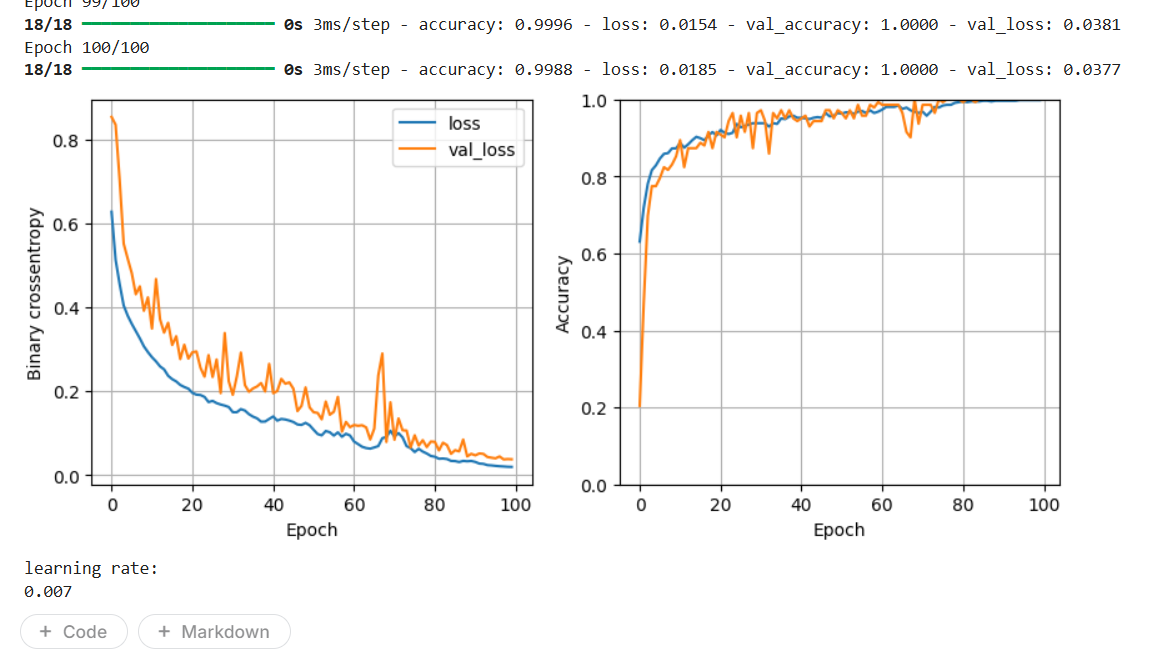 Epoch 99/100
18/18 0s 3ms/step - accuracy: 0.9996 - loss: 0.0154 - val_accuracy: 1.0000 - val_loss: 0.0381
Epoch 100/100
18/18 0s 3ms/step - accuracy: 0.9988 - loss: 0.0185 - val_accuracy: 1.0000 - val_loss: 0.0377
loss
val_loss
0.8
0.6
0.4
0.2
0.0
Binary crossentropy
0 20 40 60 80 100
Epoch
1.0
0.8
0.6
0.4
0.2
0.0
Accuracy
0 20 40 60 80 100
Epoch
learning rate:
0.007
+ Code + Markdown